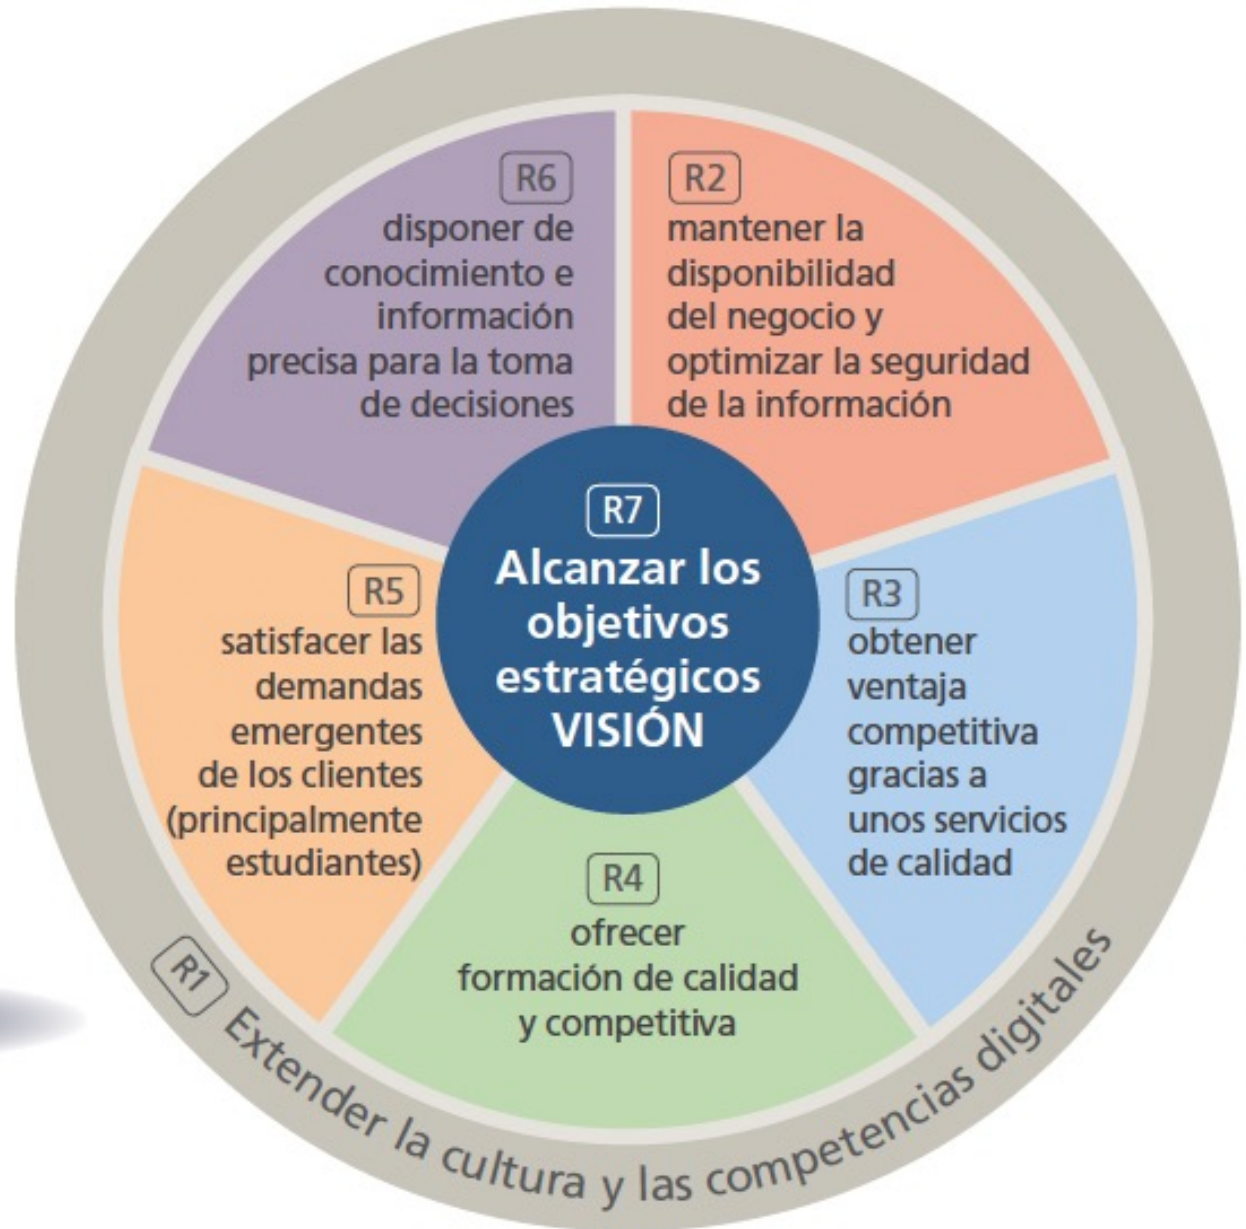 R6
disponer de
conocimiento e
información
precisa para la toma
de decisiones
R2
mantener la
disponibilidad
del negocio y
optimizar la seguridad
de la información
R7
Alcanzar los
objetivos
estratégicos
VISIÓN
R5
satisfacer las
demandas
emergentes
de los clientes
(principalmente
estudiantes)
R3
obtener
ventaja
competitiva
gracias a
unos servicios
de calidad
R4
ofrecer
formación de calidad
y competitiva
R1 Extender la cultura y las competencias digitales